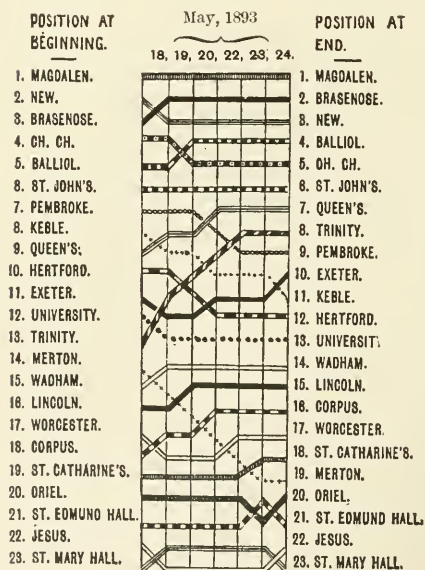 POSITION AT
BEGINNING.
May, 1893
POSITION AT
END.
18, 19, 20, 22, 23, 24.
1. MAGDALEN.
2. NEW.
3. BRASENOSE.
4. CH. CH.
5. BALLIOL.
8. ST. JOHN'S.
7. PEMBROKE.
8. KEBLE.
9. QUEEN'S;
10. HERTFORD.
11. EXETER.
12. UNIVERSITY.
13. TRINITY.
14. MERTON.
15. WADHAM.
16. LINCOLN.
17. WORCESTER.
18. CORPUS.
19. ST. CATHARINE'S.
20. ORIEL.
21. ST. EDMUND HALL.
22. JESUS.
23. ST. MARY HALL.
1. MAGDALEN.
2. BRASENOSE.
3. NEW.
4. BALLIOL.
5. CH. CH.
6. ST. JOHN'S.
7. QUEEN'S.
8. TRINITY.
9. PEMBROKE.
10. EXETER.
11. KEBLE.
12. HERTFORD.
13. UNIVERSIT
14. WADHAM.
15. LINCOLN.
16. CORPUS.
17. WORCESTER.
18. ST. CATHARINE'S.
19. MERTON.
20. ORIEL.
21. ST. EDMUND HALL.
22. JESUS.
23. ST. MARY HALL.